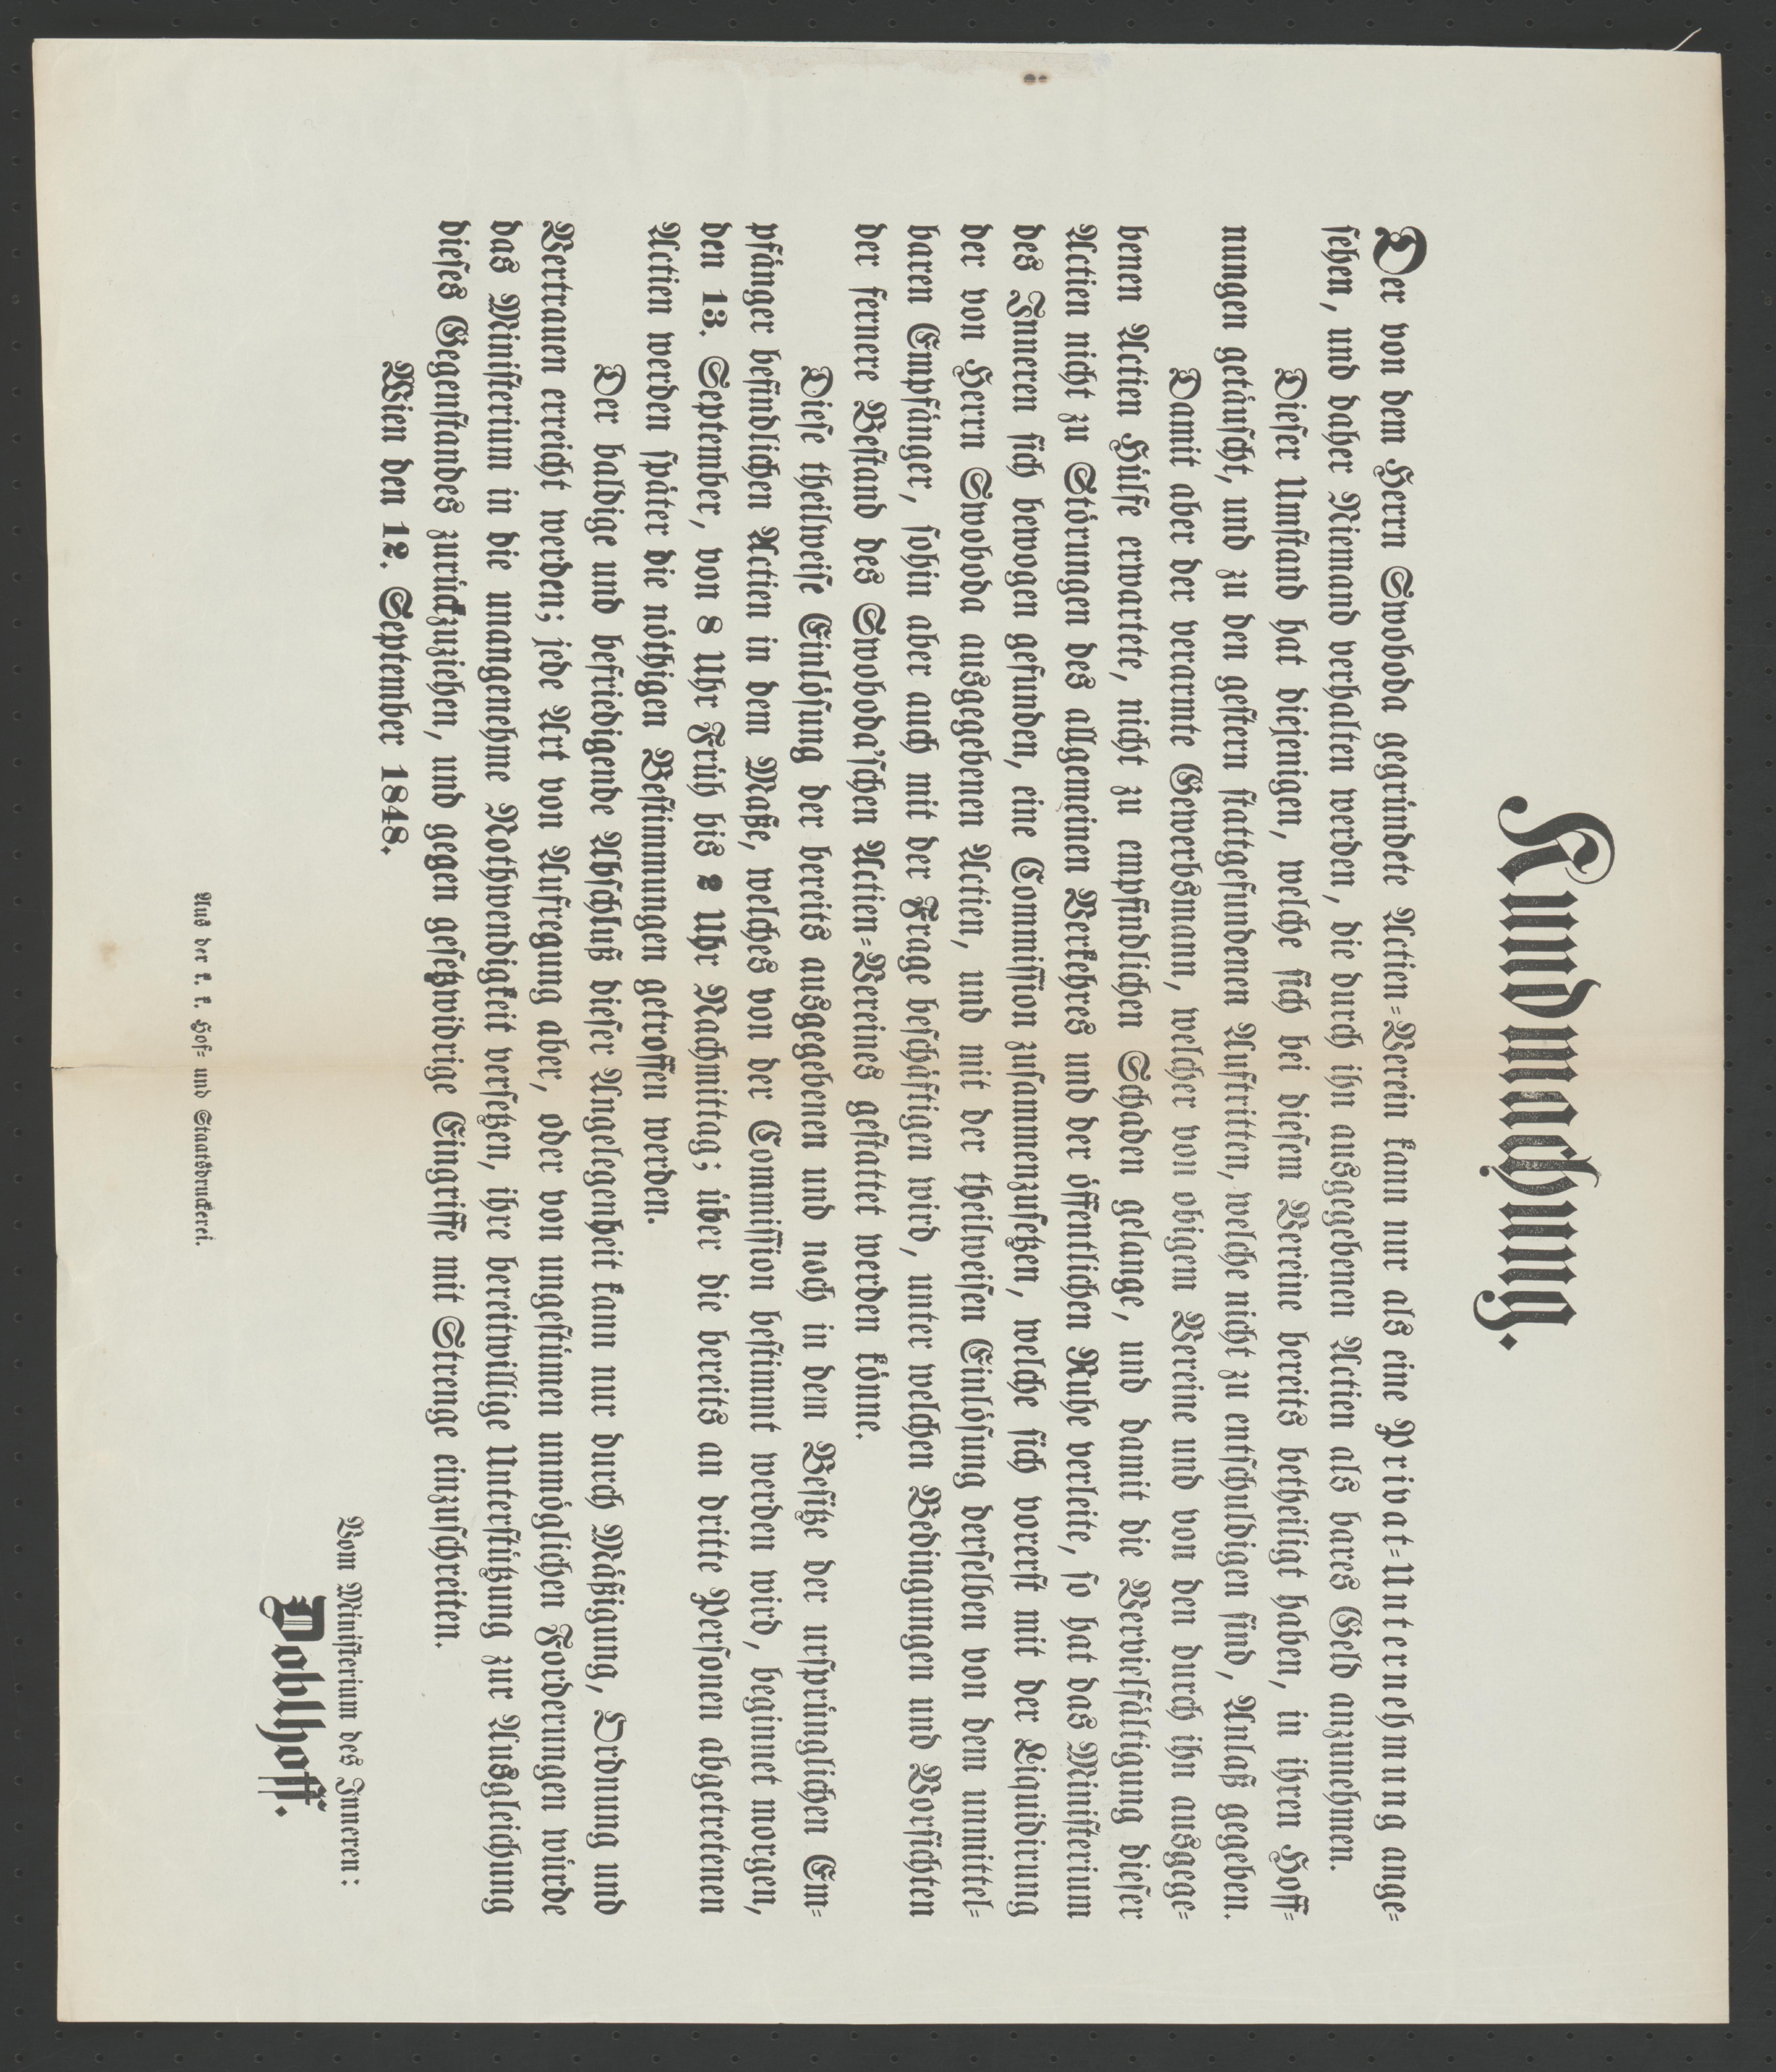 Kundmachung.
Der von dem Herrn Swoboda gegründete Actien-Verein kann nur als eine Privat-Unternehmung ange-
sehen, und daher Niemand verhalten werden, die durch ihn ausgegebenen Actien als bares Geld anzunehmen.
Dieser Umstand hat diejenigen, welche sich bei diesem Vereine bereits betheiligt haben, in ihren Hoff-
nungen getäuscht, und zu den gestern stattgefundenen Auftritten, welche nicht zu entschuldigen sind, Anlaß gegeben.
Damit aber der verarmte Gewerbsmann, welcher von obigem Vereine und von den durch ihn ausgege-
benen Actien Hülfe erwartete, nicht zu empfindlichen Schaden gelange, und damit die Vervielfältigung dieser
Actien nicht zu Störungen des allgemeinen Verkehres und der öffentlichen Ruhe verleite, so hat das Ministerium
des Inneren sich bewogen gefunden, eine Commission zusammenzusetzen, welche sich vorerst mit der Liquidirung
der von Herrn Swoboda ausgegebenen Actien, und mit der theilweisen Einlösung derselben von dem unmittel-
baren Empfänger, sohin aber auch mit der Frage beschäftigen wird, unter welchen Bedingungen und Vorsichten
der fernere Bestand des Swoboda'schen Actien-Vereines gestattet werden könne.
Diese theilweise Einlösung der bereits ausgegebenen und noch in dem Besitze der ursprünglichen Em-
pfänger befindlichen Actien in dem Maße, welches von der Commission bestimmt werden wird, beginnet morgen,
den 13. September, von 8 Uhr Früh bis 2 Uhr Nachmittag; über die bereits an dritte Personen abgetretenen
Actien werden später die nöthigen Bestimmungen getroffen werden.
Der baldige und befriedigende Abschluß dieser Angelegenheit kann nur durch Mäßigung, Ordnung und
Vertrauen erreicht werden; jede Art von Aufregung aber, oder von ungestümen unmöglichen Forderungen würde
das Ministerium in die unangenehme Nothwendigkeit versetzen, ihre bereitwillige Unterstützung zur Ausgleichung
dieses Gegenstandes zurückzuziehen, und gegen gesetzwidrige Eingriffe mit Strenge einzuschreiten.
Wien den 12. September 1848.
Vom Ministerium des Inneren:
Doblhoff.
Aus der k. k. Hof- und Staatsdruckerei.